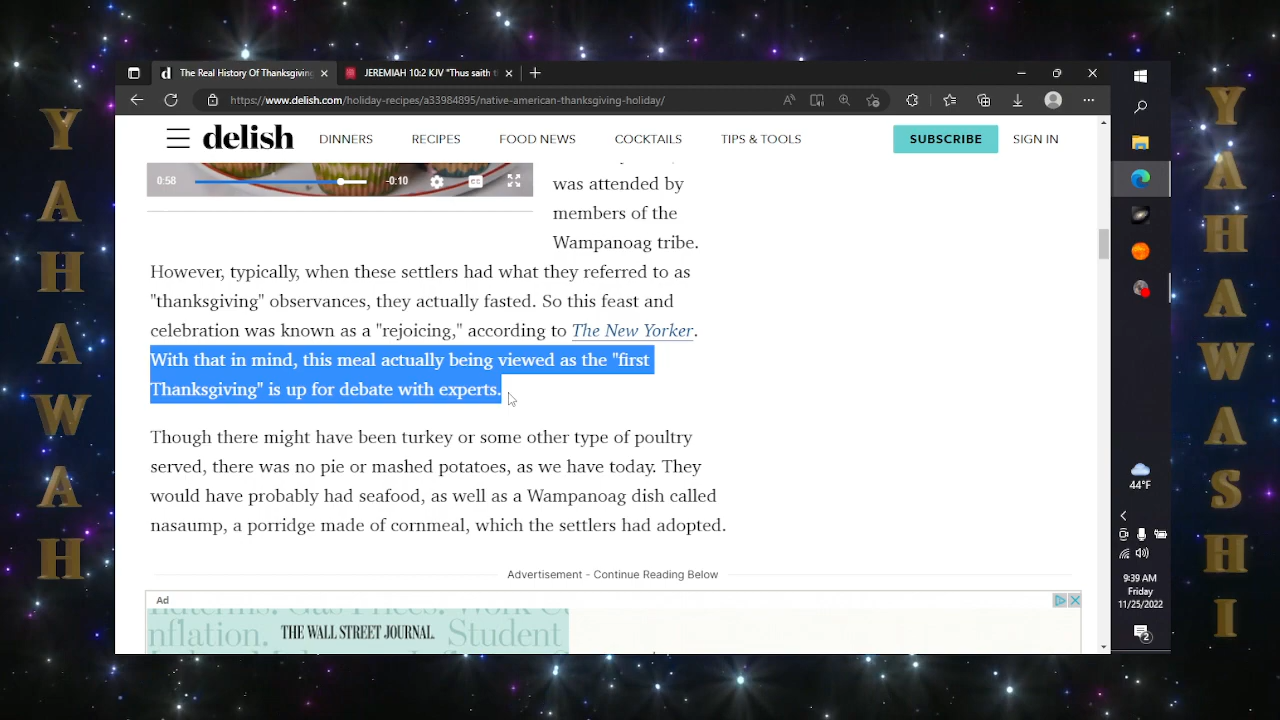 YAHAWAH
The Real History Of Thanksgiving
JEREMIAH 10:2 KJV "Thus saith t
https://www.delish.com/holiday-recipes/a33984895/native-american-thanksgiving-holiday/
delish DINNERS RECIPES FOOD NEWS COCKTAILS TIPS & TOOLS SUBSCRIBE SIGN IN
0:58 -0:10 CC
was attended by
members of the
Wampanoag tribe.
However, typically, when these settlers had what they referred to as
"thanksgiving" observances, they actually fasted. So this feast and
celebration was known as a "rejoicing," according to The New Yorker.
With that in mind, this meal actually being viewed as the "first
Thanksgiving" is up for debate with experts.
Though there might have been turkey or some other type of poultry
served, there was no pie or mashed potatoes, as we have today. They
would have probably had seafood, as well as a Wampanoag dish called
nasaump, a porridge made of cornmeal, which the settlers had adopted.
Advertisement - Continue Reading Below
Ad
nflation. THE WALL STREET JOURNAL. Student
44°F
9:39 AM
Friday
11/25/2022
2
YAHAWASHI